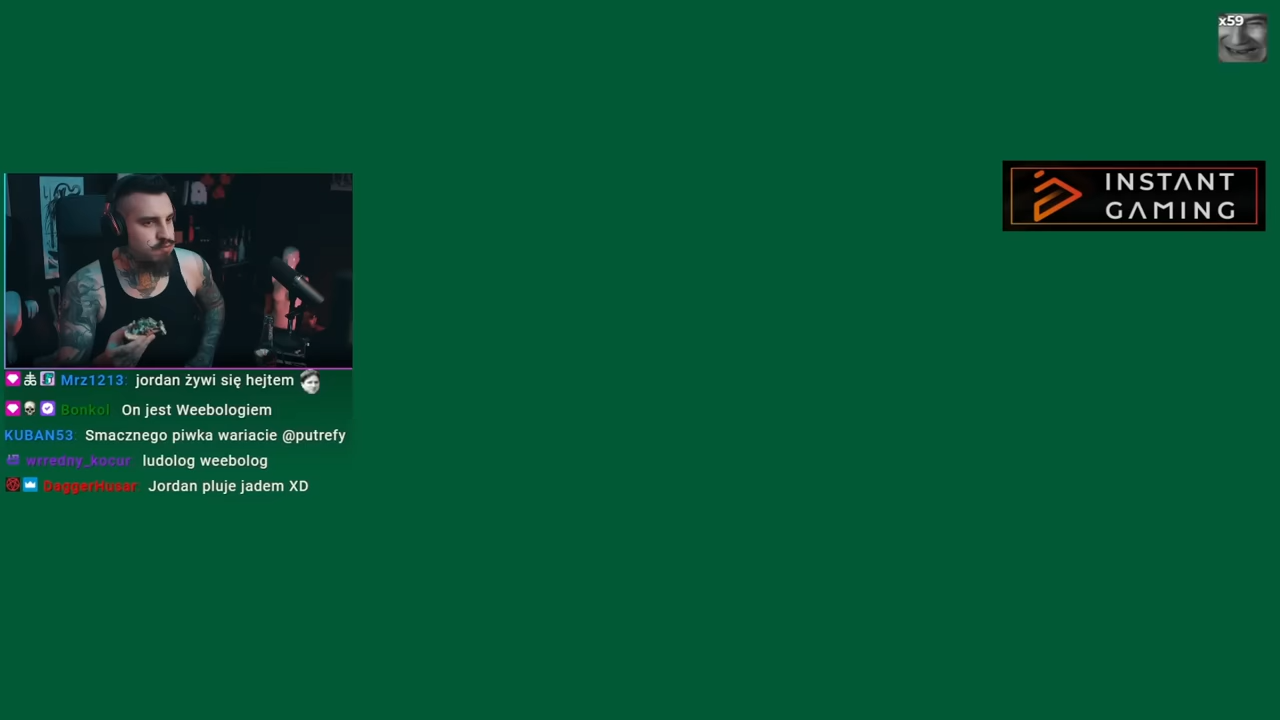 x59
INSTANT
GAMING
Mrz1213: jordan żywi się hejtem
Bonkol On jest Weebologiem
KUBAN53: Smacznego piwka wariacie @putrefy
wrredny_kocur: ludolog weebolog
DaggerHusar Jordan pluje jadem XD